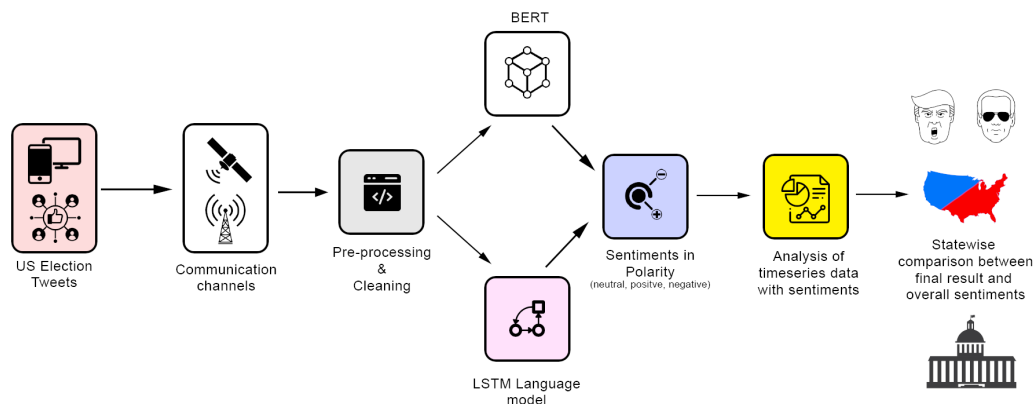 BERT
US Election
Tweets
Communication
channels
</>
Pre-processing
&
Cleaning
LSTM Language
model
Sentiments in
Polarity
(neutral, positve, negative)
Analysis of
timeseries data
with sentiments
Statewise
comparison between
final result and
overall sentiments